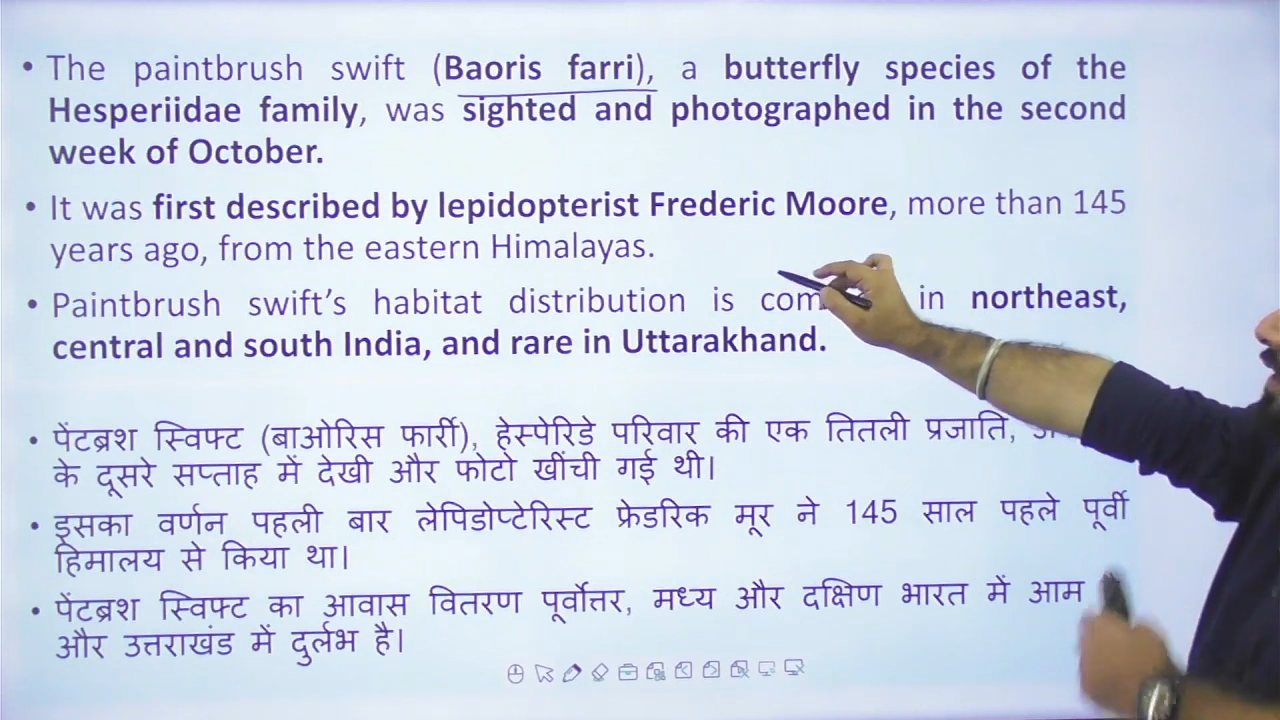 • The paintbrush swift (Baoris farri), a butterfly species of the
Hesperiidae family, was sighted and photographed in the second
week of October.
• It was first described by lepidopterist Frederic Moore, more than 145
years ago, from the eastern Himalayas.
• Paintbrush swift's habitat distribution is in northeast,
central and south India, and rare in Uttarakhand.
• पेंटब्रश स्विफ्ट (बाओरिस फार्री), हेस्पेरिडे परिवार की एक तितली प्रजाति,
के दूसरे सप्ताह में देखी और फोटो खींची गई थी।
• इसका वर्णन पहली बार लेपिडोप्टेरिस्ट फ्रेडरिक मूर ने 145 साल पहले पूर्वी
हिमालय से किया था।
• पेंटब्रश स्विफ्ट का आवास वितरण पूर्वोत्तर, मध्य और दक्षिण भारत में आम
और उत्तराखंड में दुर्लभ है।